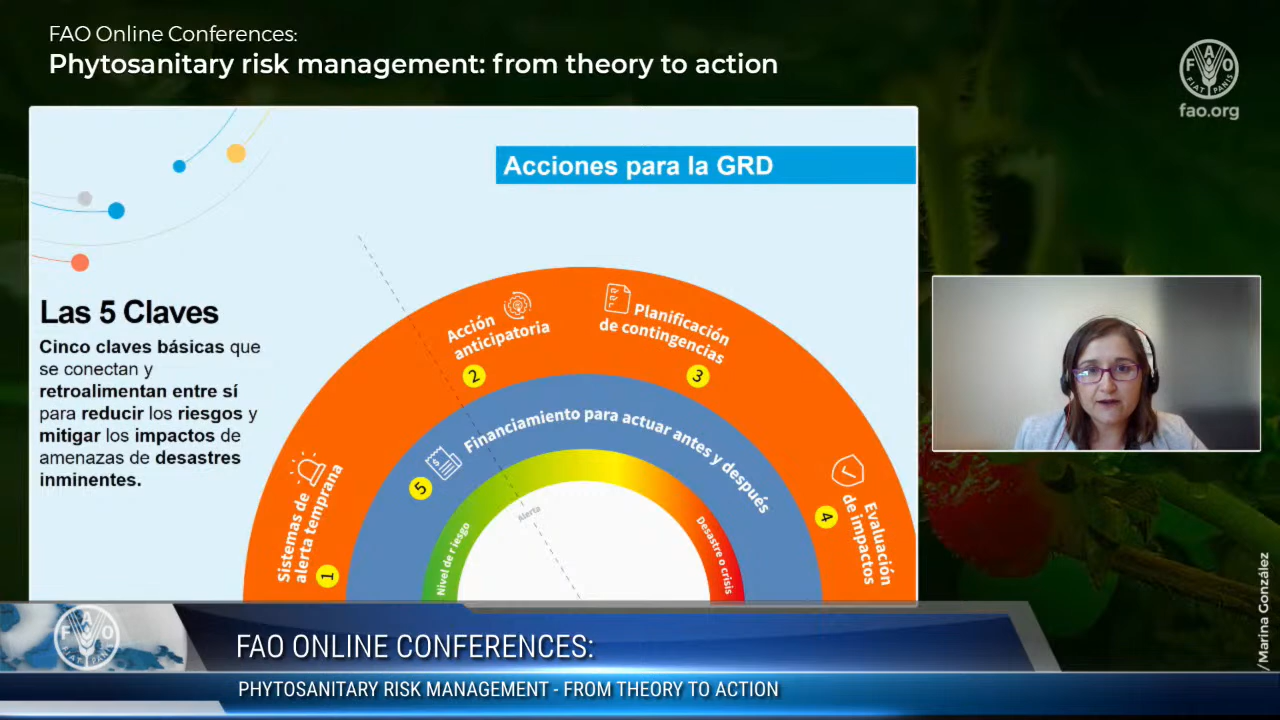 FAO Online Conferences:
Phytosanitary risk management: from theory to action
F A O
FIAT PANIS
fao.org
Acciones para la GRD
Las 5 Claves
Cinco claves básicas que
se conectan y
retroalimentan entre sí
para reducir los riesgos y
mitigar los impactos de
amenazas de desastres
inminentes.
Sistemas de
alerta temprana
1
Acción
anticipatoria
2
Planificación
de contingencias
3
Evaluación
de impactos
4
5
Financiamiento para actuar antes y después
Nivel de r iesgo
Alerta
Desastre o crisis
/Marina González
F A O
FAO ONLINE CONFERENCES:
PHYTOSANITARY RISK MANAGEMENT - FROM THEORY TO ACTION